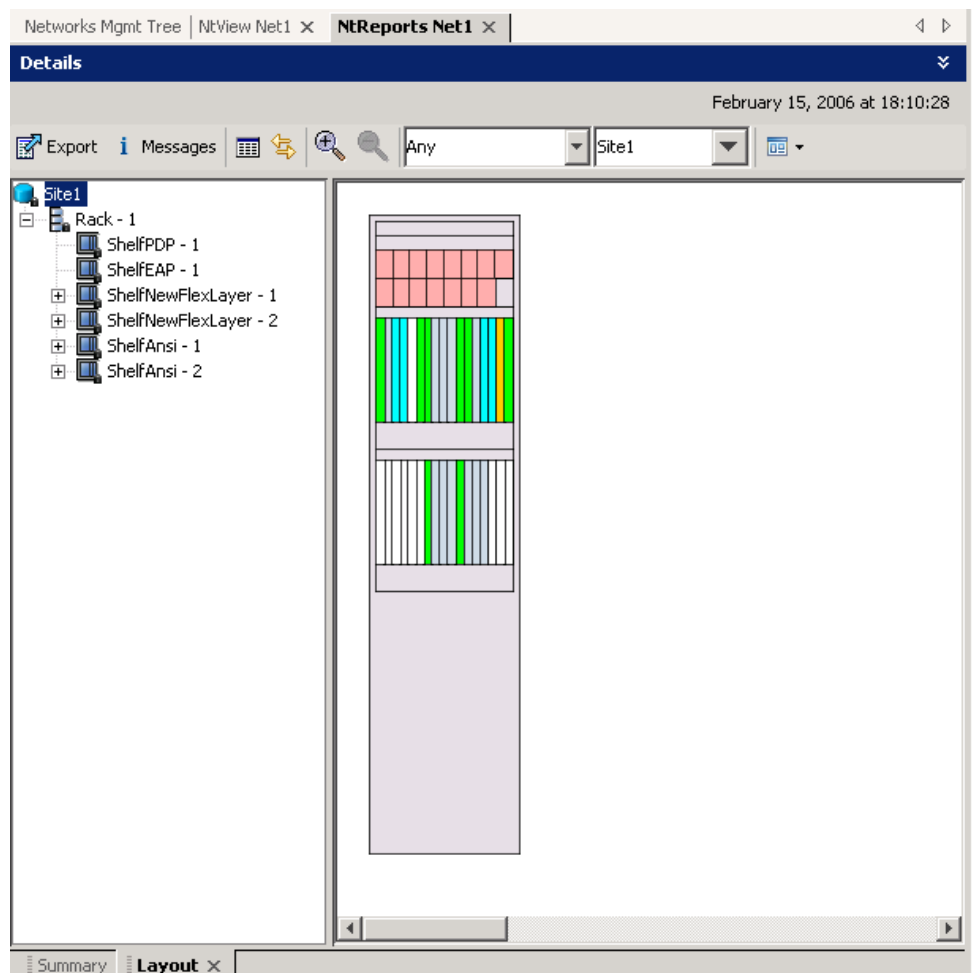 Networks Mgmt Tree NtView Net1 NtReports Net1
Details
February 15, 2006 at 18:10:28
Export Messages Any Site1
Site1
Rack - 1
ShelfPDP - 1
ShelfEAP - 1
ShelfNewFlexLayer - 1
ShelfNewFlexLayer - 2
ShelfAnsi - 1
ShelfAnsi - 2
Summary Layout